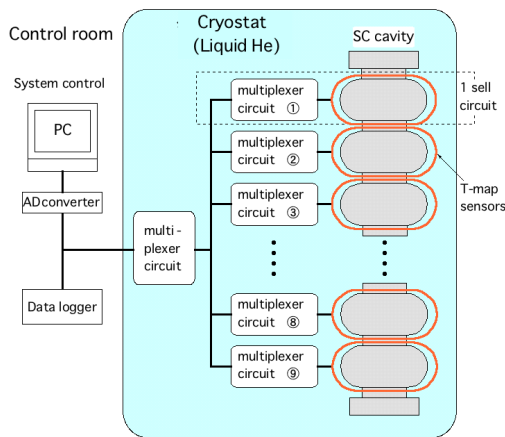 Control room
System control
PC
ADconverter
Data logger
Cryostat
(Liquid He)
SC cavity
multi -
plexer
circuit
multiplexer
circuit ①
multiplexer
circuit ②
multiplexer
circuit ③
multiplexer
circuit ⑧
multiplexer
circuit ⑨
1 sell
circuit
T-map
sensors